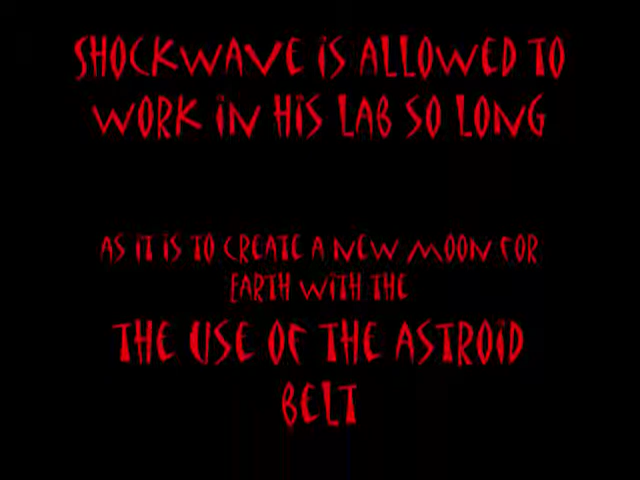 SHOCKWAVE IS ALLOWED TO
WORK IN HIS LAB SO LONG
AS IT IS TO CREATE A NEW MOON FOR
EARTH WITH THE
THE USE OF THE ASTROID
BELT